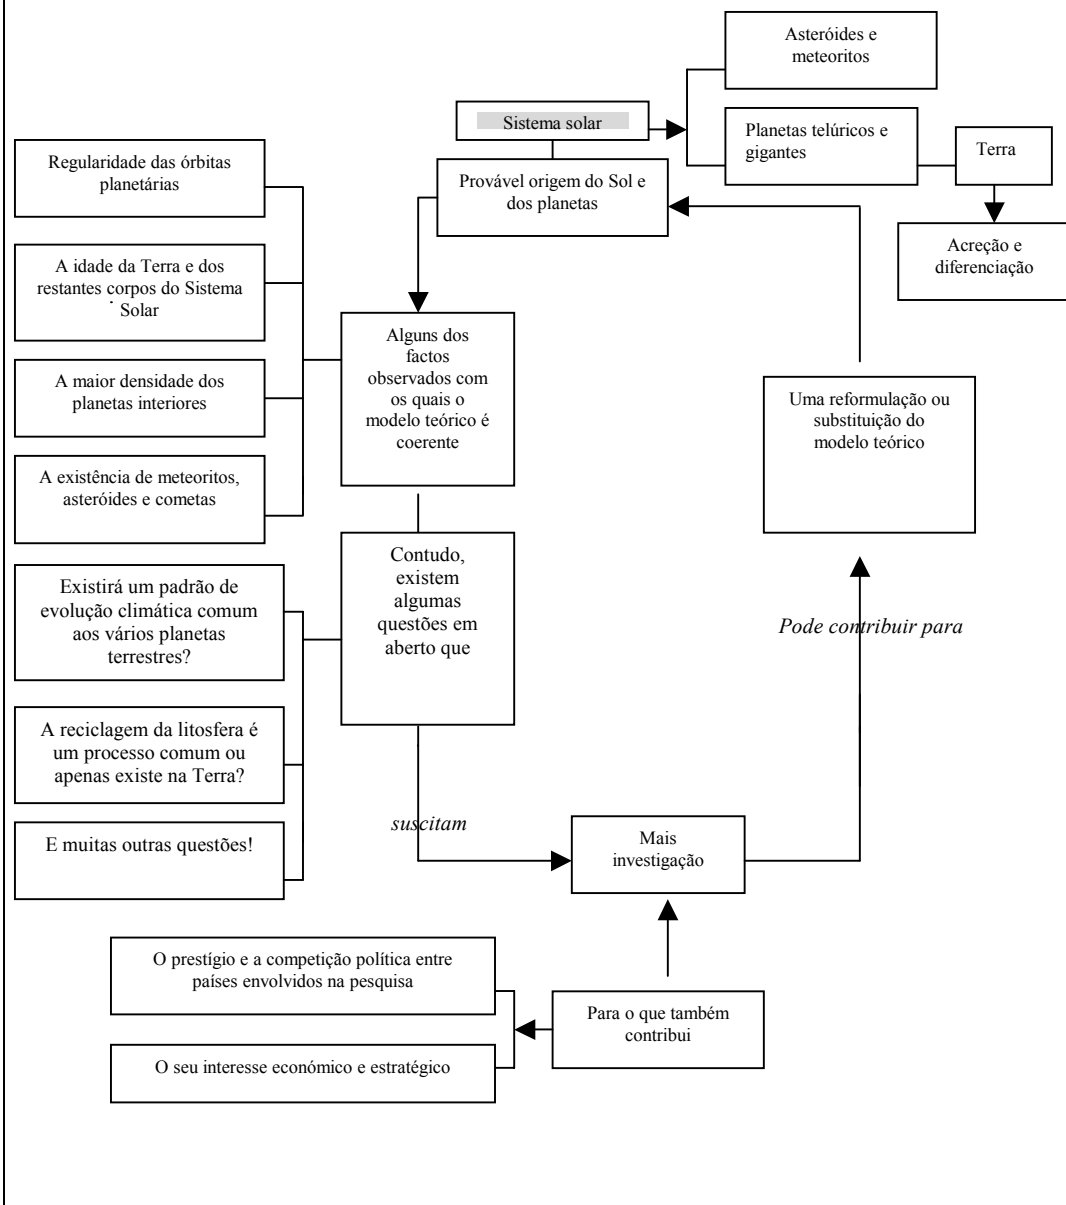 Asteróides e
meteoritos
Sistema solar
Planetas telúricos e
gigantes
Terra
Acreção e
diferenciação
Provável origem do Sol e
dos planetas
Regularidade das órbitas
planetárias
A idade da Terra e dos
restantes corpos do Sistema
Solar
A maior densidade dos
planetas interiores
A existência de meteoritos,
asteróides e cometas
Alguns dos
factos
observados com
os quais o
modelo teórico é
coerente
Uma reformulação ou
substituição do
modelo teórico
Contudo,
existem
algumas
questões em
aberto que
Existirá um padrão de
evolução climática comum
aos vários planetas
terrestres?
A reciclagem da litosfera é
um processo comum ou
apenas existe na Terra?
E muitas outras questões!
Pode contribuir para
suscitam
Mais
investigação
O prestígio e a competição política entre
países envolvidos na pesquisa
Para o que também
contribui
O seu interesse económico e estratégico